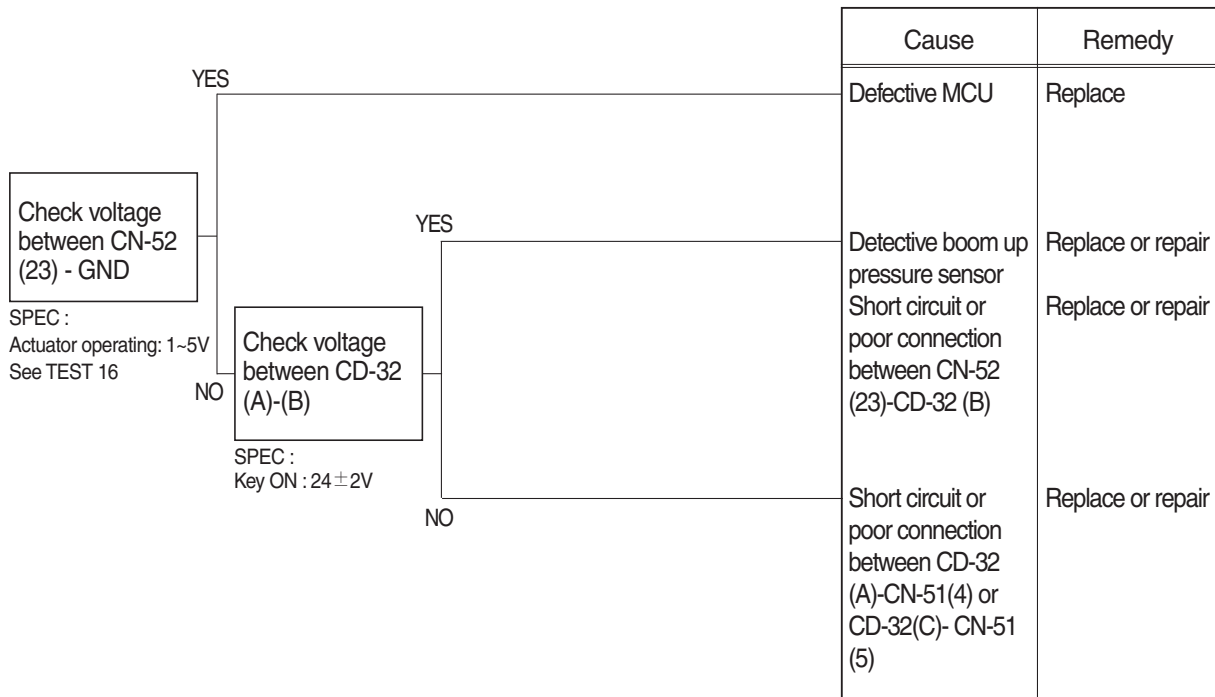 Cause Remedy
YES
Defective MCU Replace
Check voltage
between CN-52
(23) - GND
SPEC :
Actuator operating: 1~5V
See TEST 16
YES
Detective boom up Replace or repair
pressure sensor
Short circuit or Replace or repair
poor connection
between CN-52
(23)-CD-32 (B)
NO
Check voltage
between CD-32
(A)-(B)
SPEC :
Key ON : 24±2V
NO
Short circuit or Replace or repair
poor connection
between CD-32
(A)-CN-51(4) or
CD-32(C)- CN-51
(5)